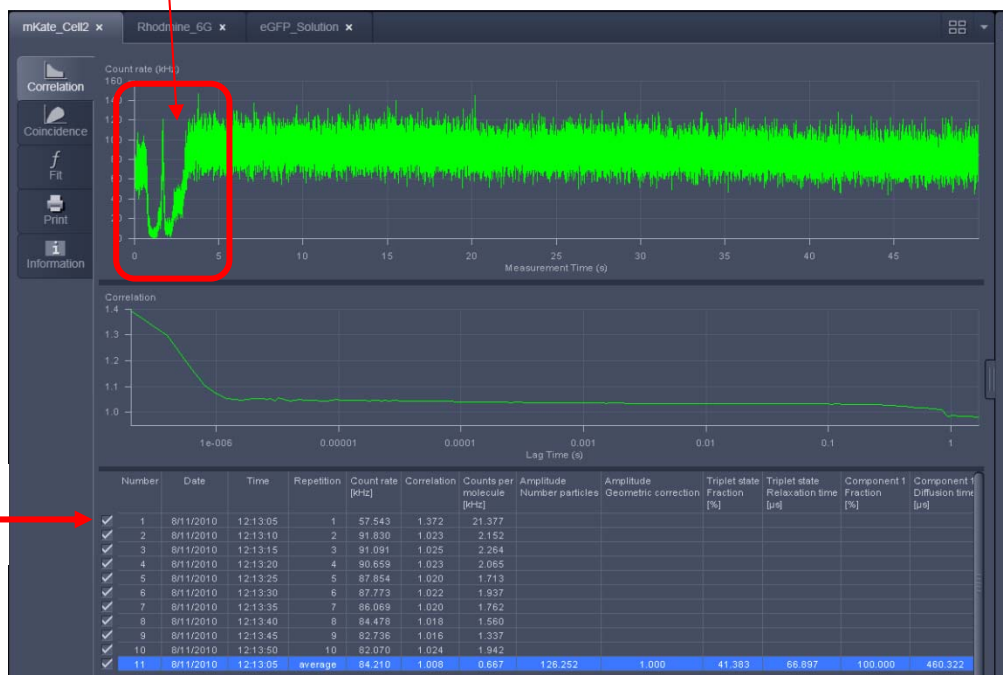 mKate_Cell2 × Rhodmine_6G × eGFP_Solution ×
Correlation
Coincidence
f
Fit
Print
i
Information
Count rate (kHz)
160
140
120
100
80
60
40
20
0
0 5 10 15 20 25 30 35 40 45
Measurement Time (s)
Correlation
1.4
1.3
1.2
1.1
1.0
1e-006 0.00001 0.0001 0.001 0.01 0.1 1
Lag Time (s)
Number Date Time Repetition Count rate [kHz] Correlation Counts per molecule [kHz] Amplitude Number particles Amplitude Geometric correction Triplet state Fraction [%] Triplet state Relaxation time [µs] Component 1 Fraction [%] Component 1 Diffusion time [µs]
1 8/11/2010 12:13:05 1 57.543 1.372 21.377
2 8/11/2010 12:13:10 2 91.830 1.023 2.152
3 8/11/2010 12:13:15 3 91.091 1.025 2.264
4 8/11/2010 12:13:20 4 90.659 1.023 2.065
5 8/11/2010 12:13:25 5 87.854 1.020 1.713
6 8/11/2010 12:13:30 6 87.773 1.022 1.937
7 8/11/2010 12:13:35 7 86.069 1.020 1.762
8 8/11/2010 12:13:40 8 84.478 1.018 1.560
9 8/11/2010 12:13:45 9 82.736 1.016 1.337
10 8/11/2010 12:13:50 10 82.070 1.024 1.942
11 8/11/2010 12:13:05 average 84.210 1.008 0.667 126.252 1.000 41.383 66.897 100.000 460.322